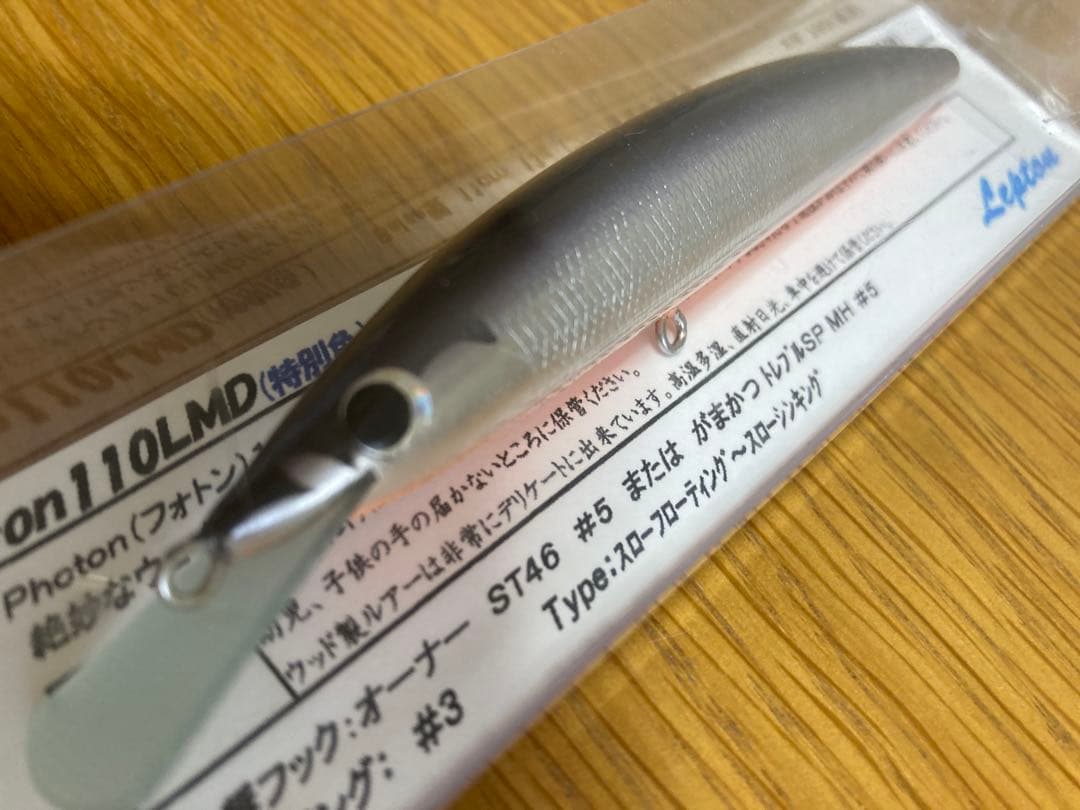 Lepton
on110LMD(特別色)
Photon(フォトン)
絶妙なウ
幼児、子供の手の届かないところに保管ください。
ウッド製ルアーは非常にデリケートに出来ています。高温多湿、直射日光、車中を避けて保管ください。
奨フック:オーナー ST46 #5 または がまかつ トレブルSP MH #5
ング: #3
Type:スローフローティング～スローシンキング